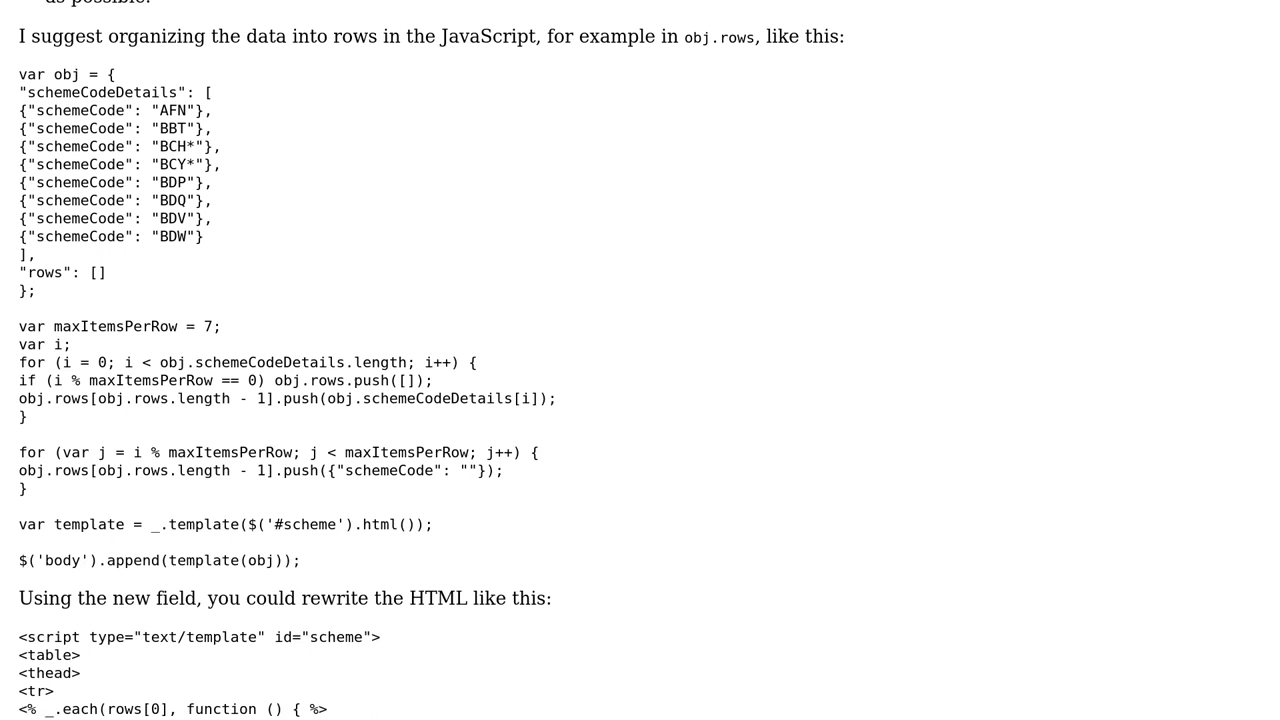 as possible.
I suggest organizing the data into rows in the JavaScript, for example in obj.rows, like this:
var obj = {
"schemeCodeDetails": [
{"schemeCode": "AFN"},
{"schemeCode": "BBT"},
{"schemeCode": "BCH*"},
{"schemeCode": "BCY*"},
{"schemeCode": "BDP"},
{"schemeCode": "BDQ"},
{"schemeCode": "BDV"},
{"schemeCode": "BDW"}
],
"rows": []
};
var maxItemsPerRow = 7;
var i;
for (i = 0; i < obj.schemeCodeDetails.length; i++) {
if (i % maxItemsPerRow == 0) obj.rows.push([]);
obj.rows[obj.rows.length - 1].push(obj.schemeCodeDetails[i]);
}
for (var j = i % maxItemsPerRow; j < maxItemsPerRow; j++) {
obj.rows[obj.rows.length - 1].push({"schemeCode": ""});
}
var template = _.template($('#scheme').html());
$('body').append(template(obj));
Using the new field, you could rewrite the HTML like this:
<script type="text/template" id="scheme">
<table>
<thead>
<tr>
<% _.each(rows[0], function () { %>